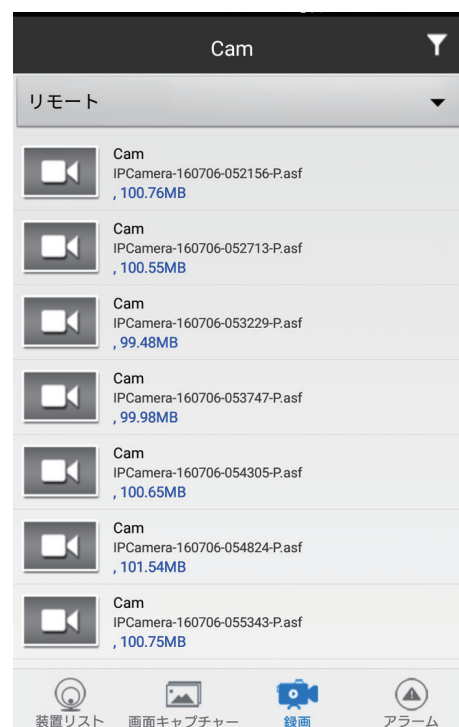 Cam
リモート
Cam
IPCamera-160706-052156-P.asf
, 100.76MB
Cam
IPCamera-160706-052713-P.asf
, 100.55MB
Cam
IPCamera-160706-053229-P.asf
, 99.48MB
Cam
IPCamera-160706-053747-P.asf
, 99.98MB
Cam
IPCamera-160706-054305-P.asf
, 100.65MB
Cam
IPCamera-160706-054824-P.asf
, 101.54MB
Cam
IPCamera-160706-055343-P.asf
, 100.75MB
装置リスト 画面キャプチャー 録画 アラーム